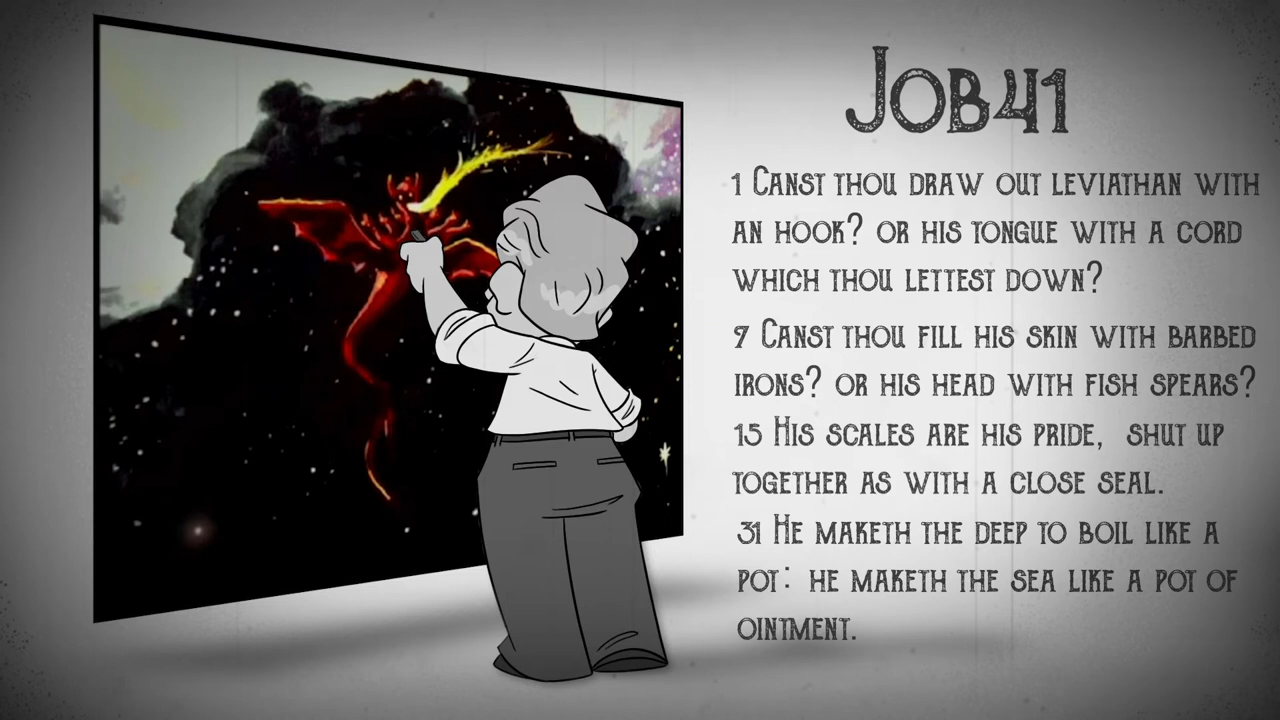 Job41
1 Canst thou draw out leviathan with
an hook? or his tongue with a cord
which thou lettest down?
7 Canst thou fill his skin with barbed
irons? or his head with fish spears?
15 His scales are his pride, shut up
together as with a close seal.
31 He maketh the deep to boil like a
pot: he maketh the sea like a pot of
ointment.